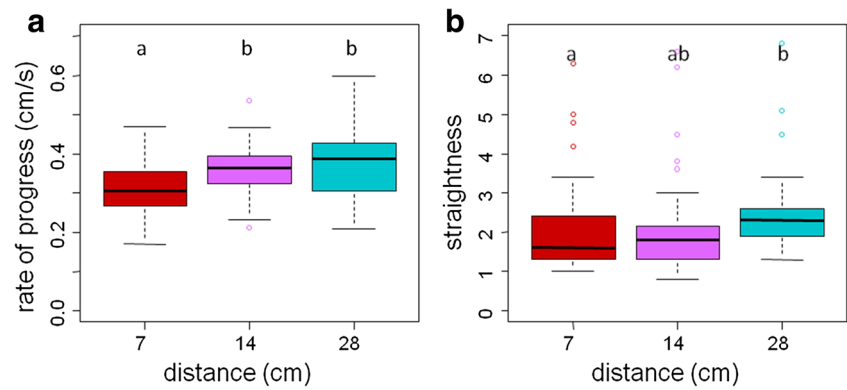 a
a b b
rate of progress (cm/s)
0.0 0.2 0.4 0.6
7 14 28
distance (cm)
b
a ab b
straightness
0 1 2 3 4 5 6 7
7 14 28
distance (cm)